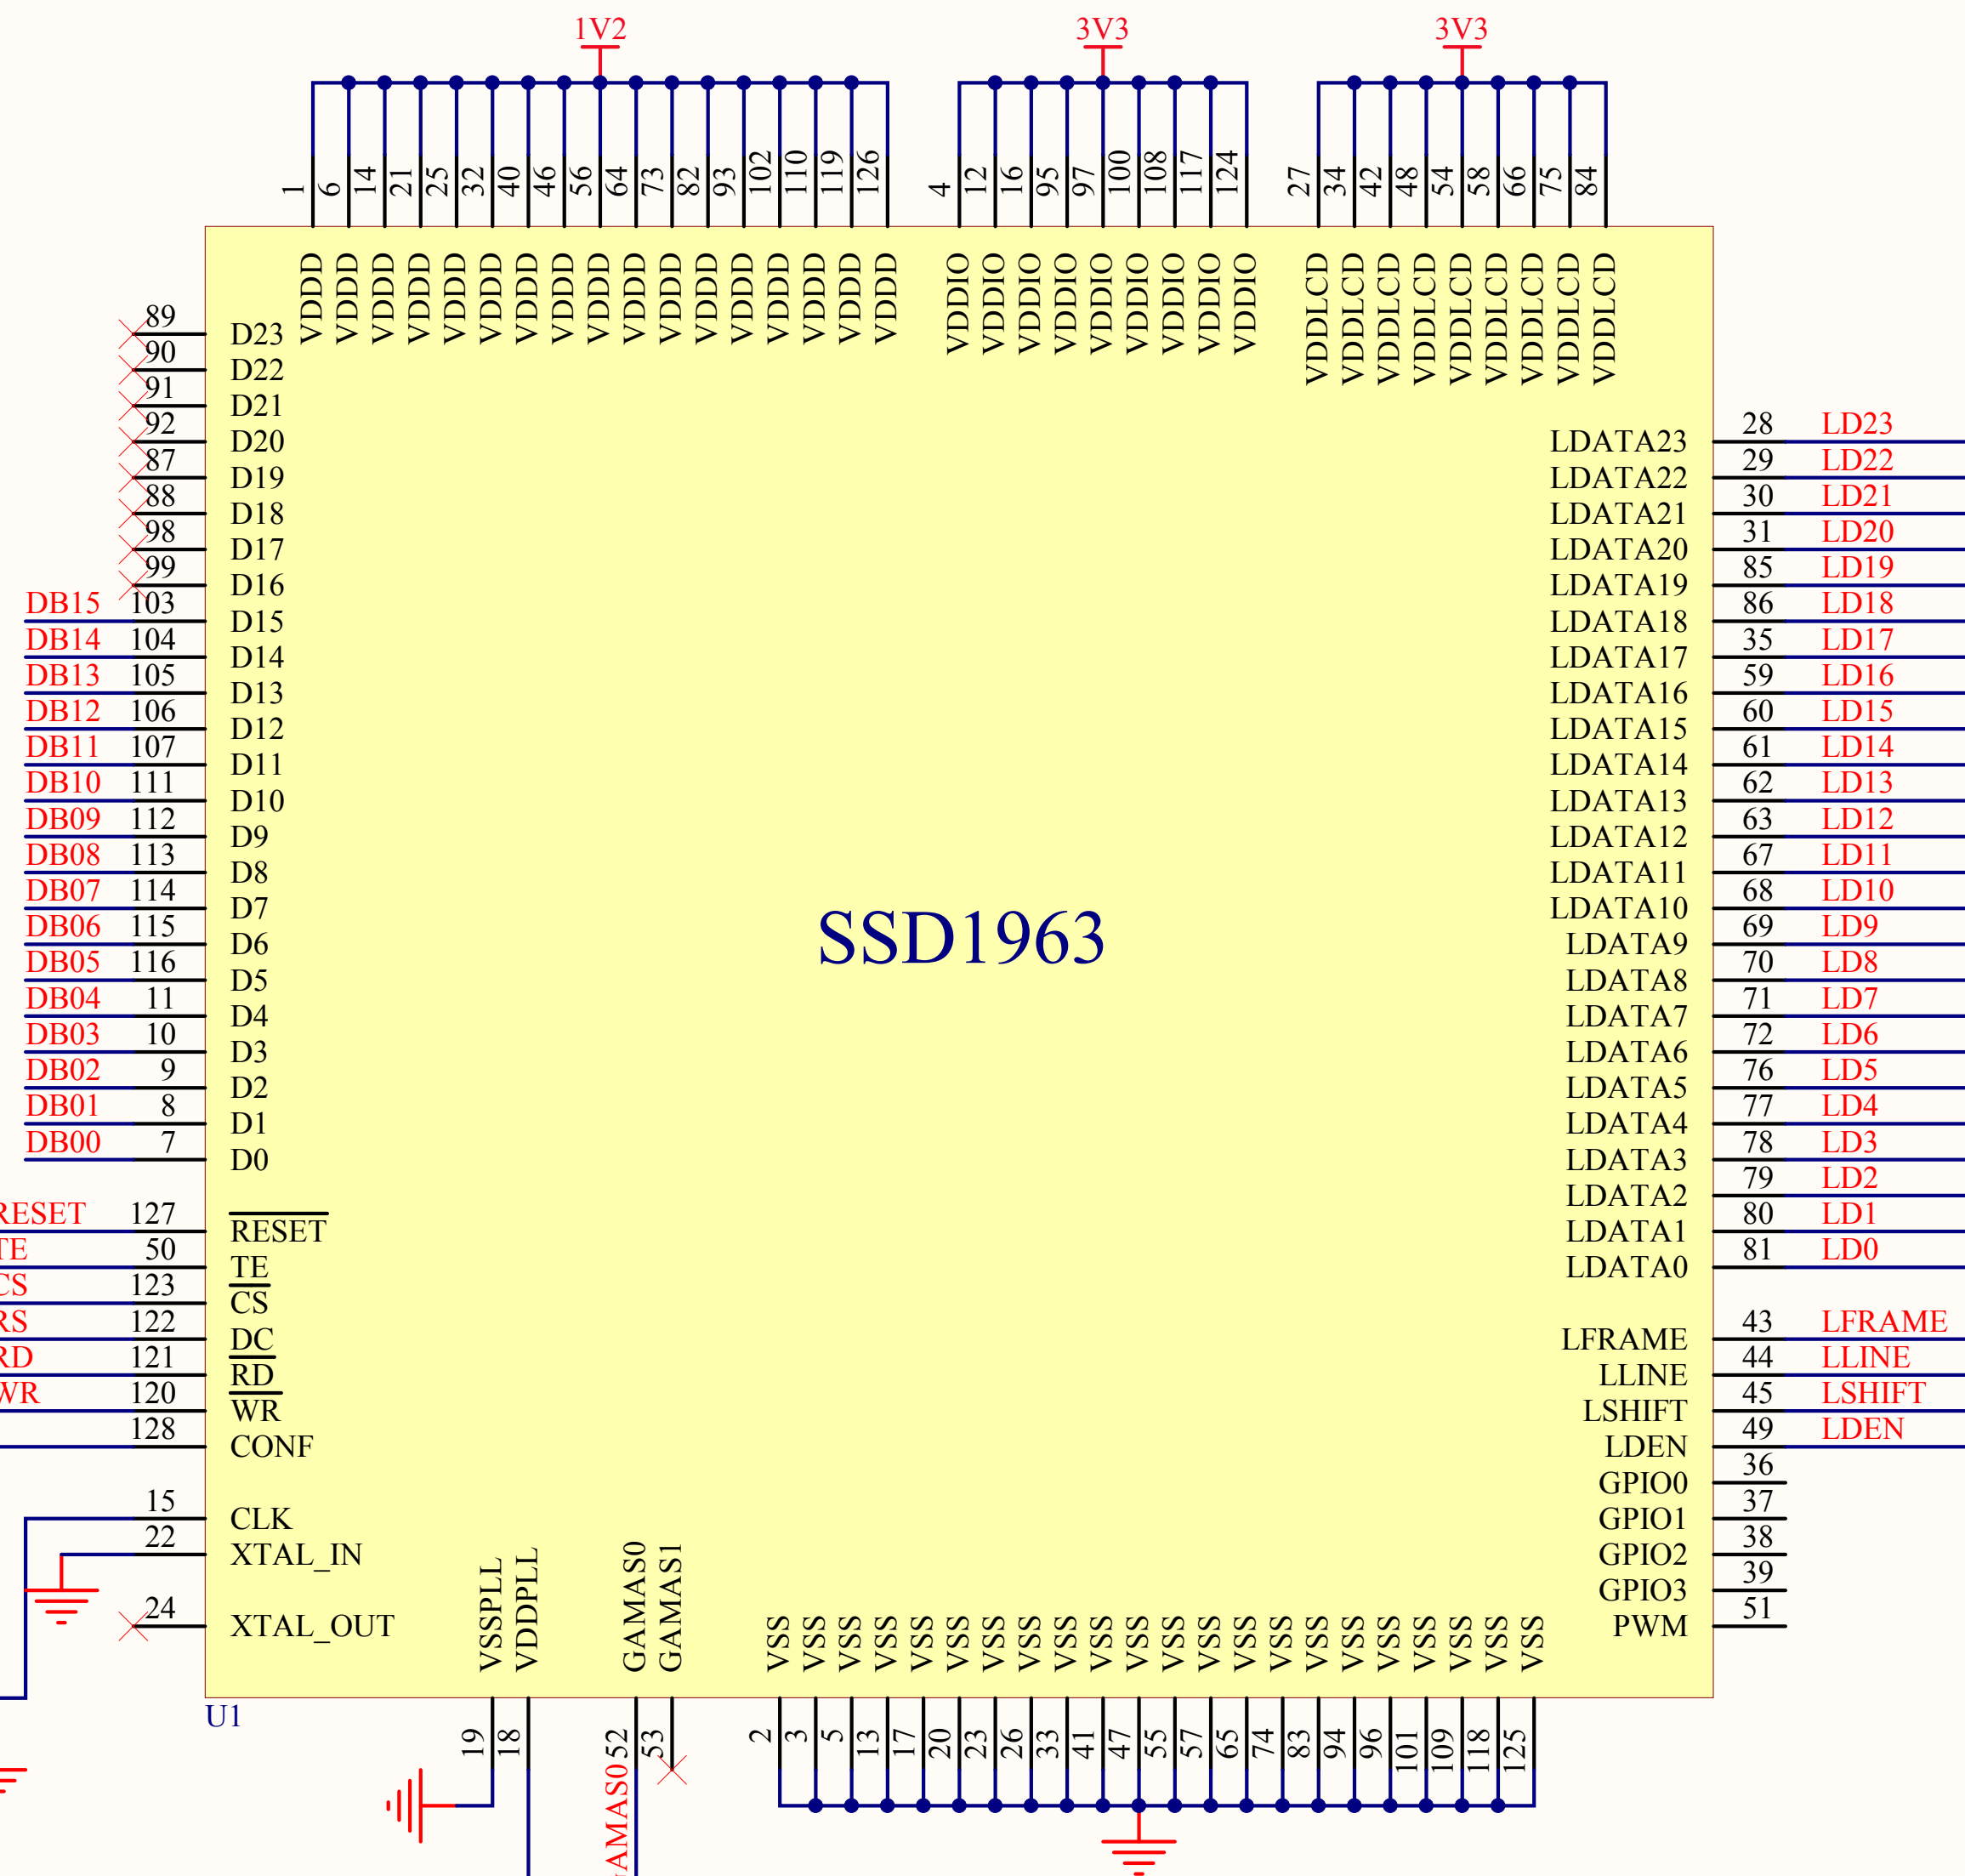 1V2 3V3 3V3
1 6 14 21 25 32 40 46 56 64 73 82 93 102 110 119 126 4 12 16 95 97 100 108 117 124 27 34 42 48 54 58 66 75 84
VDDD VDDD VDDD VDDD VDDD VDDD VDDD VDDD VDDD VDDD VDDD VDDD VDDD VDDD VDDD VDDD VDDD VDDIO VDDIO VDDIO VDDIO VDDIO VDDIO VDDIO VDDIO VDDIO VDDLCD VDDLCD VDDLCD VDDLCD VDDLCD VDDLCD VDDLCD VDDLCD VDDLCD
89 D23
90 D22
91 D21
92 D20
87 D19
88 D18
98 D17
99 D16
DB15 103 D15
DB14 104 D14
DB13 105 D13
DB12 106 D12
DB11 107 D11
DB10 111 D10
DB09 112 D9
DB08 113 D8
DB07 114 D7
DB06 115 D6
DB05 116 D5
DB04 11 D4
DB03 10 D3
DB02 9 D2
DB01 8 D1
DB00 7 D0
RESET 127 RESET
TE 50 TE
CS 123 CS
RS 122 DC
RD 121 RD
WR 120 WR
128 CONF
15 CLK
22 XTAL_IN
24 XTAL_OUT
SSD1963
LDATA23 28 LD23
LDATA22 29 LD22
LDATA21 30 LD21
LDATA20 31 LD20
LDATA19 85 LD19
LDATA18 86 LD18
LDATA17 35 LD17
LDATA16 59 LD16
LDATA15 60 LD15
LDATA14 61 LD14
LDATA13 62 LD13
LDATA12 63 LD12
LDATA11 67 LD11
LDATA10 68 LD10
LDATA9 69 LD9
LDATA8 70 LD8
LDATA7 71 LD7
LDATA6 72 LD6
LDATA5 76 LD5
LDATA4 77 LD4
LDATA3 78 LD3
LDATA2 79 LD2
LDATA1 80 LD1
LDATA0 81 LD0
LFRAME 43 LFRAME
LLINE 44 LLINE
LSHIFT 45 LSHIFT
LDEN 49 LDEN
GPIO0 36
GPIO1 37
GPIO2 38
GPIO3 39
PWM 51
VSSPLL VDDPLL GAMAS0 GAMAS1 VSS VSS VSS VSS VSS VSS VSS VSS VSS VSS VSS VSS VSS VSS VSS VSS VSS VSS VSS VSS VSS VSS
U1
19 18 52 53 2 3 5 13 17 20 23 26 33 41 47 55 57 65 74 83 94 96 101 109 118 125
GAMAS0